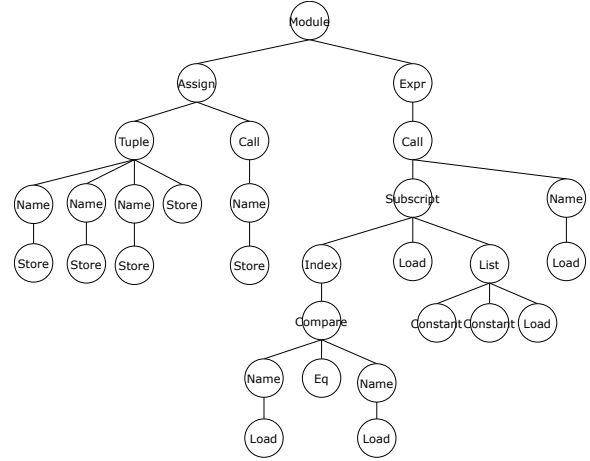 Module
Assign Expr
Tuple Call Call
Name Name Name Store Name Subscript Name
Store Store Store Store Index Load List Load
Compare Constant Constant Load
Name Eq Name
Load Load